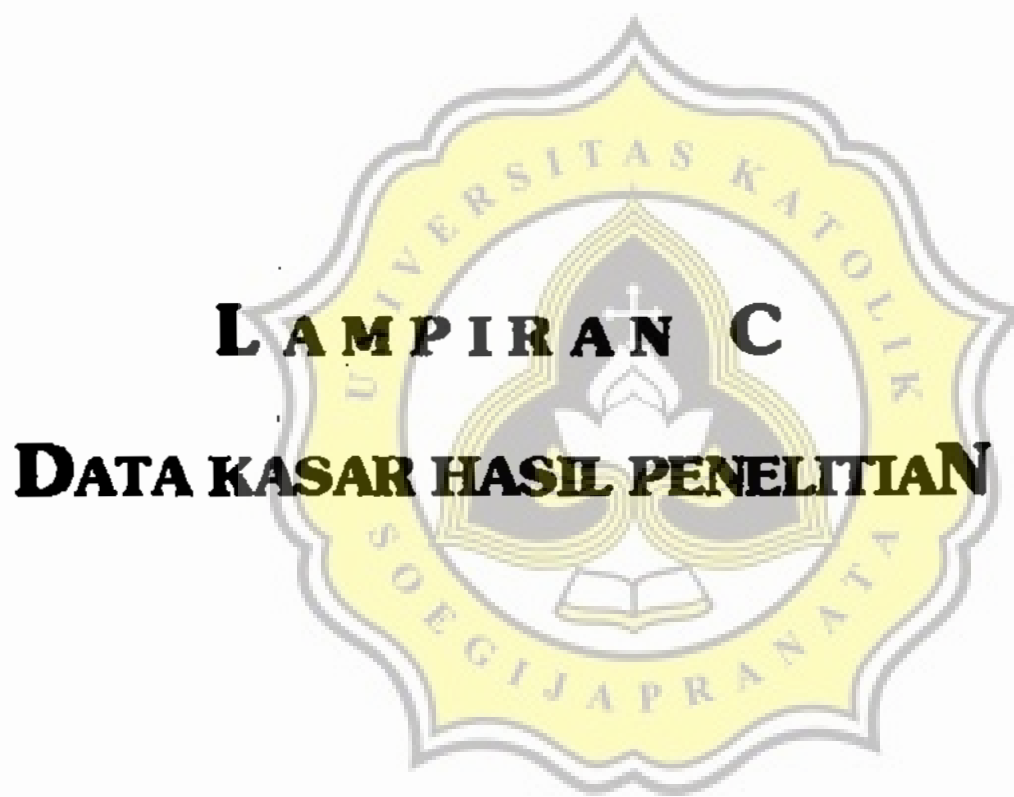 LAMPIRAN C
DATA KASAR HASIL PENELITIAN
UNIVERSITAS KATOLIK
SOEGIJAPRANATA